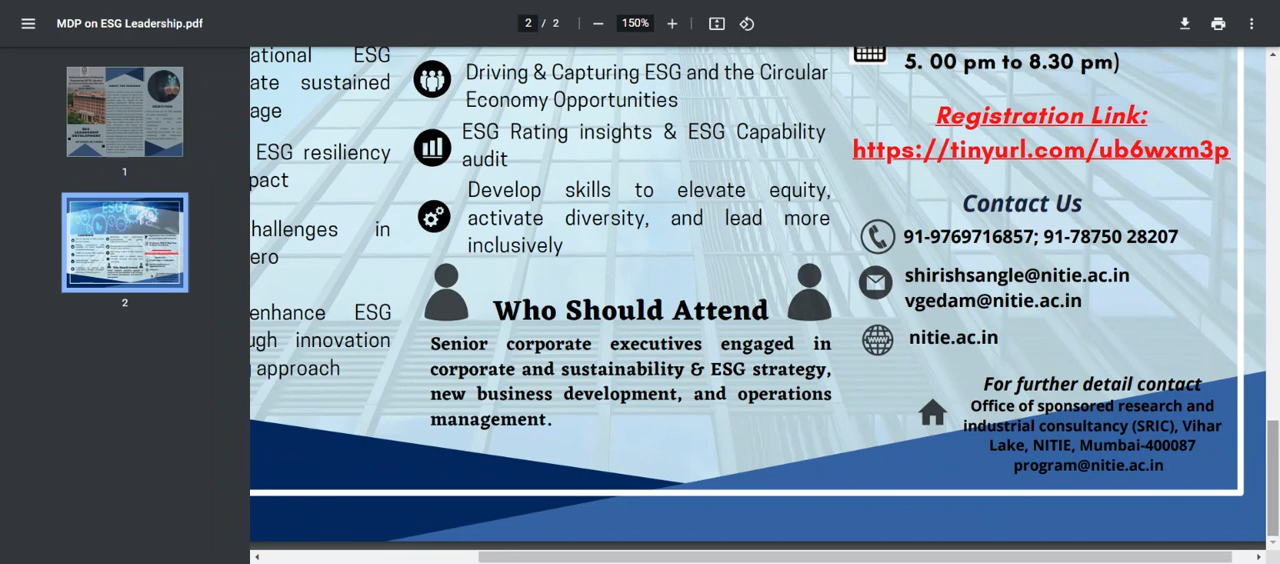 MDP on ESG Leadership.pdf
2 / 2
150%
1
2
ational ESG
ate sustained
age
ESG resiliency
pact
hallenges in
ero
enhance ESG
ugh innovation
approach
Driving & Capturing ESG and the Circular
Economy Opportunities
ESG Rating insights & ESG Capability
audit
Develop skills to elevate equity,
activate diversity, and lead more
inclusively
Who Should Attend
Senior corporate executives engaged in
corporate and sustainability & ESG strategy,
new business development, and operations
management.
5. 00 pm to 8.30 pm)
Registration Link:
https://tinyurl.com/ub6wxm3p
Contact Us
91-9769716857; 91-78750 28207
shirishsangle@nitie.ac.in
vgedam@nitie.ac.in
www
nitie.ac.in
For further detail contact
Office of sponsored research and
industrial consultancy (SRIC), Vihar
Lake, NITIE, Mumbai-400087
program@nitie.ac.in